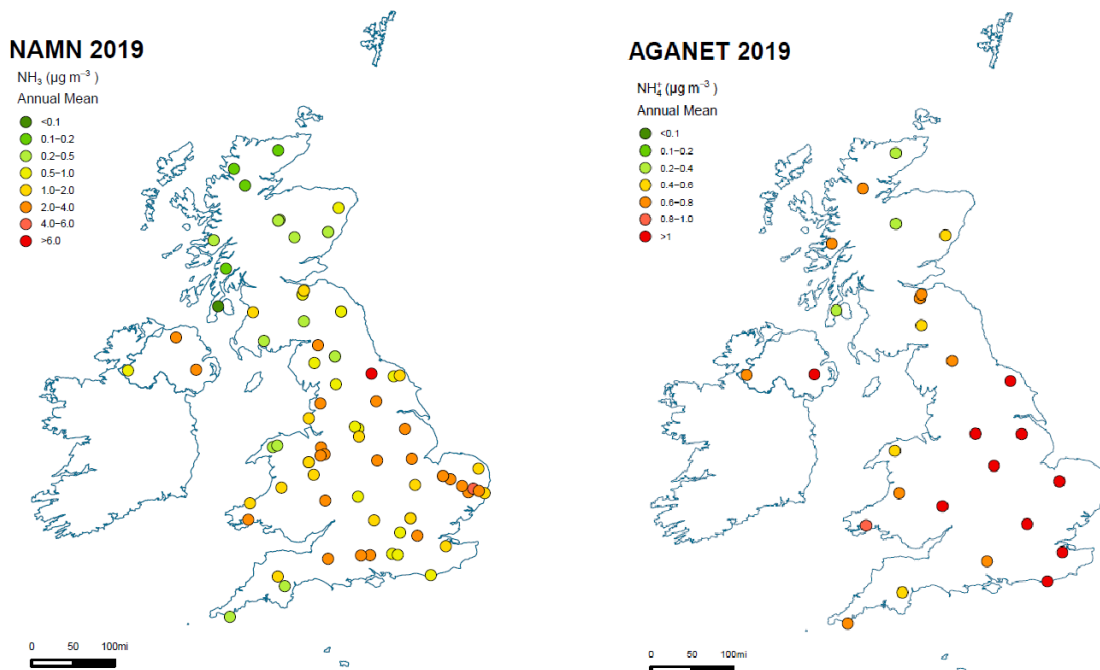 NAMN 2019
NH₃ (µg m⁻³ )
Annual Mean
<0.1
0.1–0.2
0.2–0.5
0.5–1.0
1.0–2.0
2.0–4.0
4.0–6.0
>6.0
0 50 100mi
AGANET 2019
NH₄⁺ (µg m⁻³ )
Annual Mean
<0.1
0.1–0.2
0.2–0.4
0.4–0.6
0.6–0.8
0.8–1.0
>1
0 50 100mi